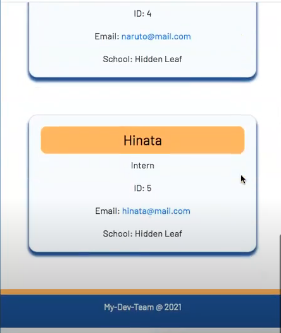 ID: 4
Email: naruto@mail.com
School: Hidden Leaf
Hinata
Intern
ID: 5
Email: hinata@mail.com
School: Hidden Leaf
My-Dev-Team @ 2021